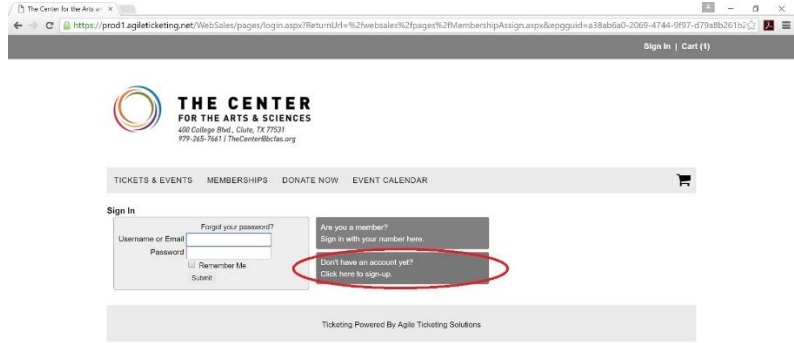 The Center for the Arts an
https://prod1.agileticketing.net/WebSales/pages/login.aspx?ReturnUrl=%2fwebsales%2fpages%2fMembershipAssign.aspx&epgguid=a38ab6a0-2069-4744-9f97-d79a8b261b2
Sign In | Cart (1)
THE CENTER
FOR THE ARTS & SCIENCES
400 College Blvd., Clute, TX 77531
979-265-7661 | TheCenter@bcfas.org
TICKETS & EVENTS MEMBERSHIPS DONATE NOW EVENT CALENDAR
Sign In
Forgot your password?
Username or Email
Password
Remember Me
Submit
Are you a member?
Sign in with your number here.
Don't have an account yet?
Click here to sign-up.
Ticketing Powered By Agile Ticketing Solutions